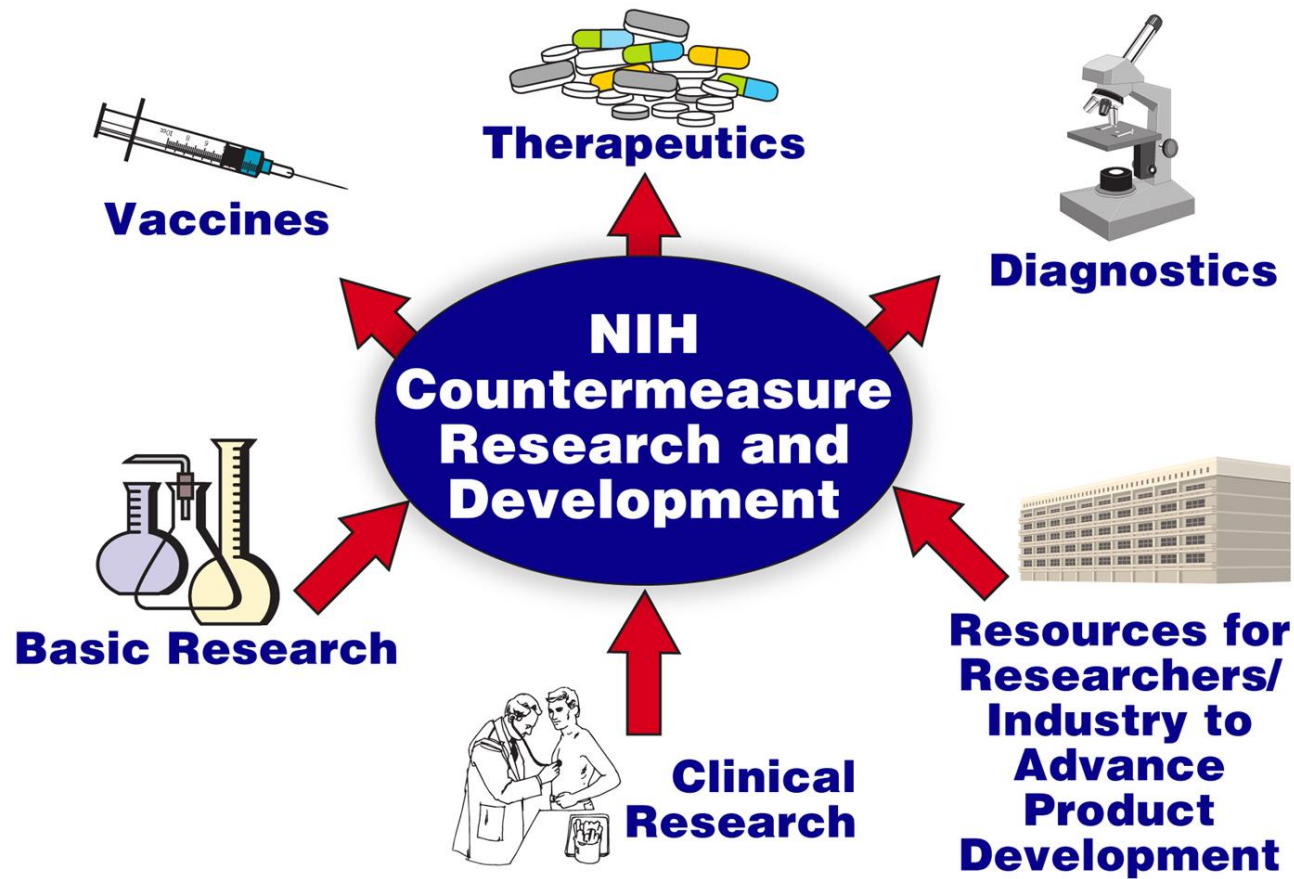 Therapeutics
Vaccines
Diagnostics
NIH
Countermeasure
Research and
Development
Basic Research
Clinical
Research
Resources for
Researchers/
Industry to
Advance
Product
Development